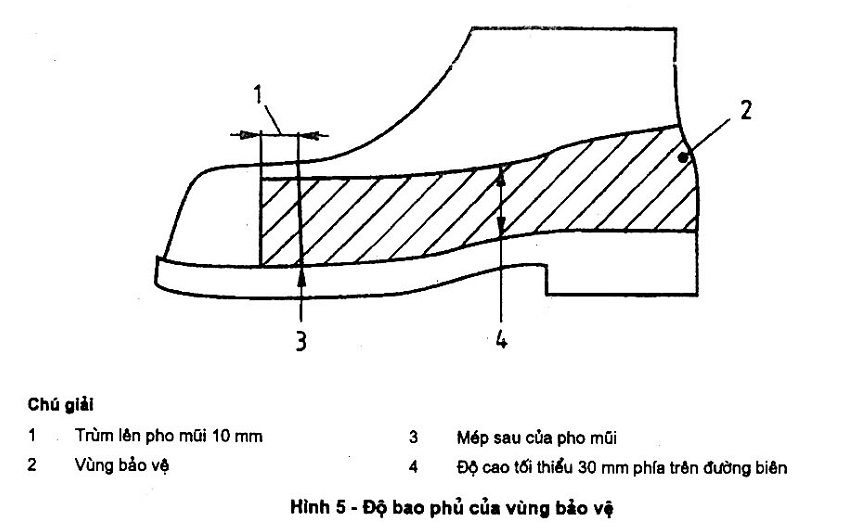 1
2
3
4
Chú giải
1 Trùm lên pho mũi 10 mm
3 Mép sau của pho mũi
2 Vùng bảo vệ
4 Độ cao tối thiểu 30 mm phía trên đường biên
Hình 5 - Độ bao phủ của vùng bảo vệ